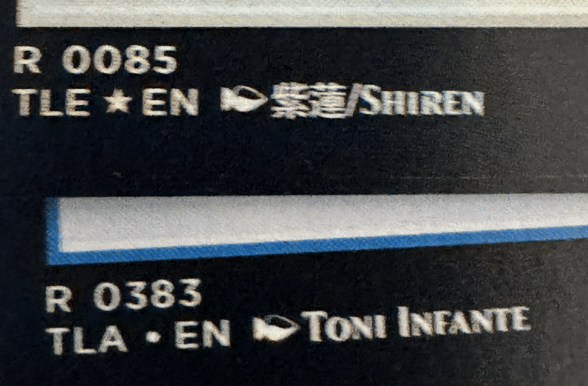 R 0085
TLE ★ EN 紫蓮/SHIREN
R 0383
TLA • EN TONI INFANTE